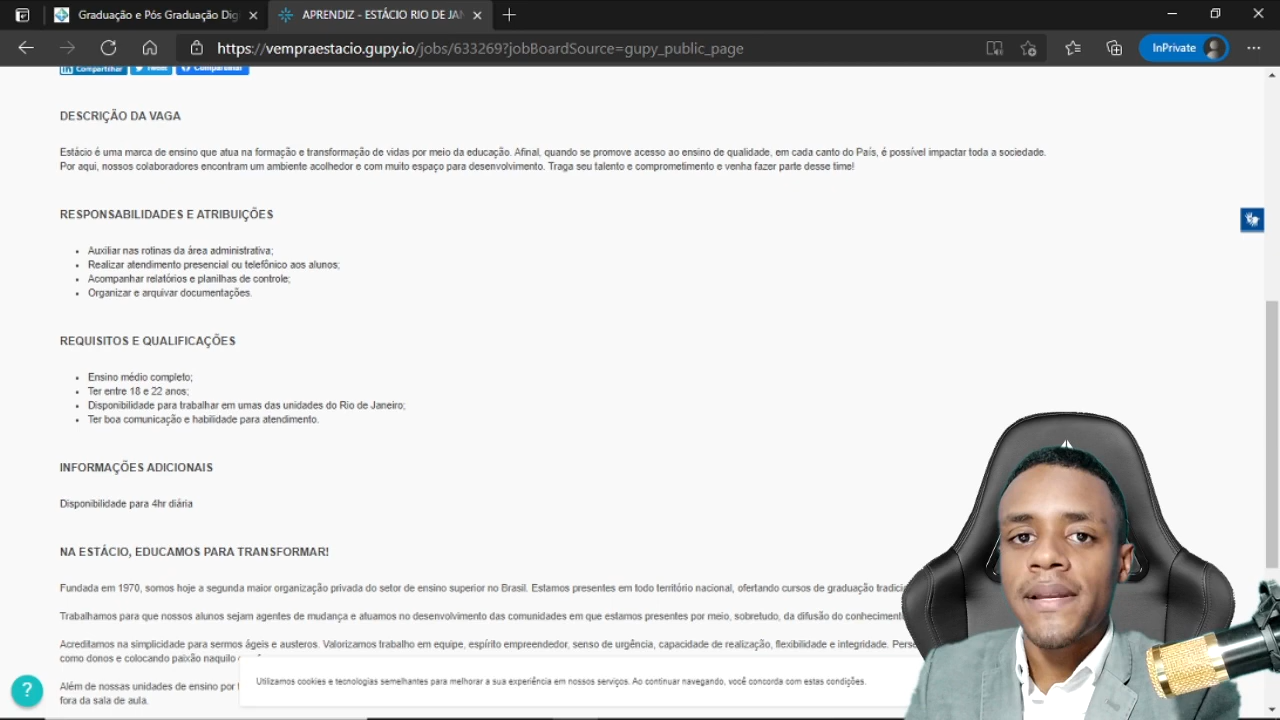 Graduação e Pós Graduação Dig
APRENDIZ - ESTÁCIO RIO DE JAN
https://vempraestacio.gupy.io/jobs/633269?jobBoardSource=gupy_public_page
InPrivate
Compartilhar
Tweet
Compartilhar
DESCRIÇÃO DA VAGA
Estácio é uma marca de ensino que atua na formação e transformação de vidas por meio da educação. Afinal, quando se promove acesso ao ensino de qualidade, em cada canto do País, é possível impactar toda a sociedade.
Por aqui, nossos colaboradores encontram um ambiente acolhedor e com muito espaço para desenvolvimento. Traga seu talento e comprometimento e venha fazer parte desse time!
RESPONSABILIDADES E ATRIBUIÇÕES
• Auxiliar nas rotinas da área administrativa;
• Realizar atendimento presencial ou telefônico aos alunos;
• Acompanhar relatórios e planilhas de controle;
• Organizar e arquivar documentações.
REQUISITOS E QUALIFICAÇÕES
• Ensino médio completo;
• Ter entre 18 e 22 anos;
• Disponibilidade para trabalhar em umas das unidades do Rio de Janeiro;
• Ter boa comunicação e habilidade para atendimento.
INFORMAÇÕES ADICIONAIS
Disponibilidade para 4hr diária
NA ESTÁCIO, EDUCAMOS PARA TRANSFORMAR!
Fundada em 1970, somos hoje a segunda maior organização privada do setor de ensino superior no Brasil. Estamos presentes em todo território nacional, ofertando cursos de graduação
Trabalhamos para que nossos alunos sejam agentes de mudança e atuamos no desenvolvimento das comunidades em que estamos presentes por meio, sobretudo, da difusão do
Acreditamos na simplicidade para sermos ágeis e austeros. Valorizamos trabalho em equipe, espírito empreendedor, senso de urgência, capacidade de realização, flexibilidade e integridade.
como donos e colocando paixão naquilo
Utilizamos cookies e tecnologias semelhantes para melhorar a sua experiência em nossos serviços. Ao continuar navegando, você concorda com estas condições.
Além de nossas unidades de ensino por
fora da sala de aula.
?